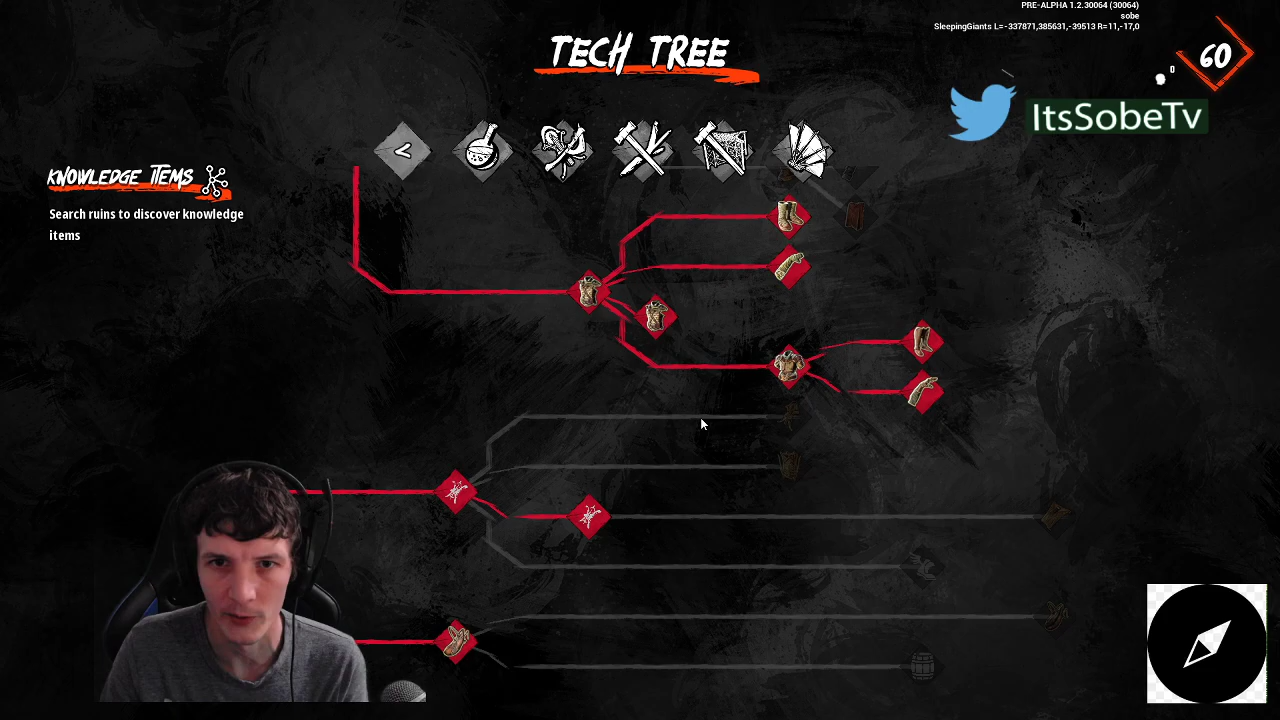 PRE-ALPHA 1.2.30064 (30064)
sobe
SleepingGiants L=-337871,385631,-39513 R=11,-17,0
TECH TREE
60
0
ItsSobeTv
KNOWLEDGE ITEMS
Search ruins to discover knowledge
items